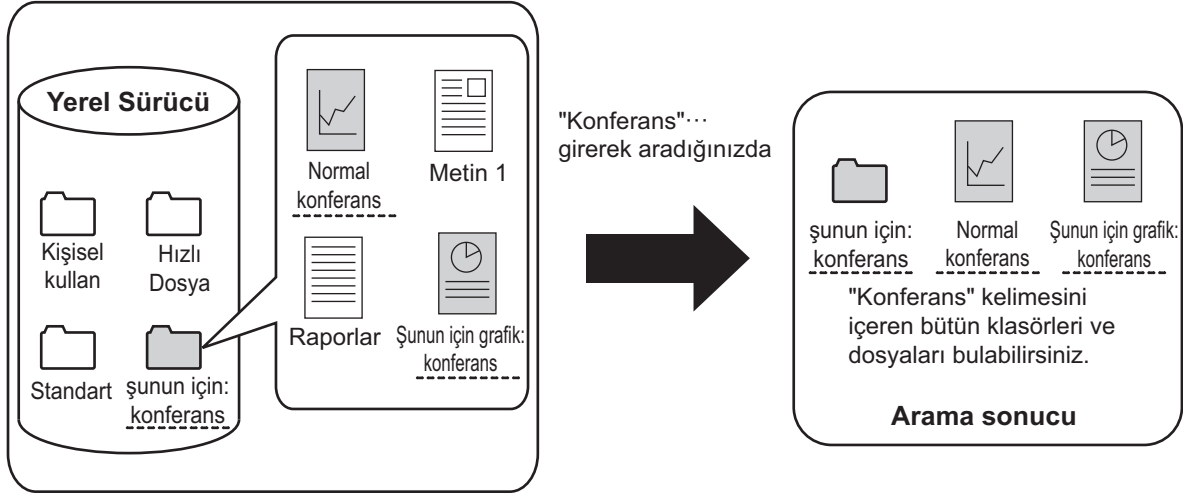 Yerel Sürücü
Kişisel
kullan
Hızlı
Dosya
Standart
şunun için:
konferans
Normal
konferans
Metin 1
Raporlar
Şunun için grafik:
konferans
"Konferans"···
girerek aradığınızda
şunun için:
konferans
Normal
konferans
Şunun için grafik:
konferans
"Konferans" kelimesini
içeren bütün klasörleri ve
dosyaları bulabilirsiniz.
Arama sonucu